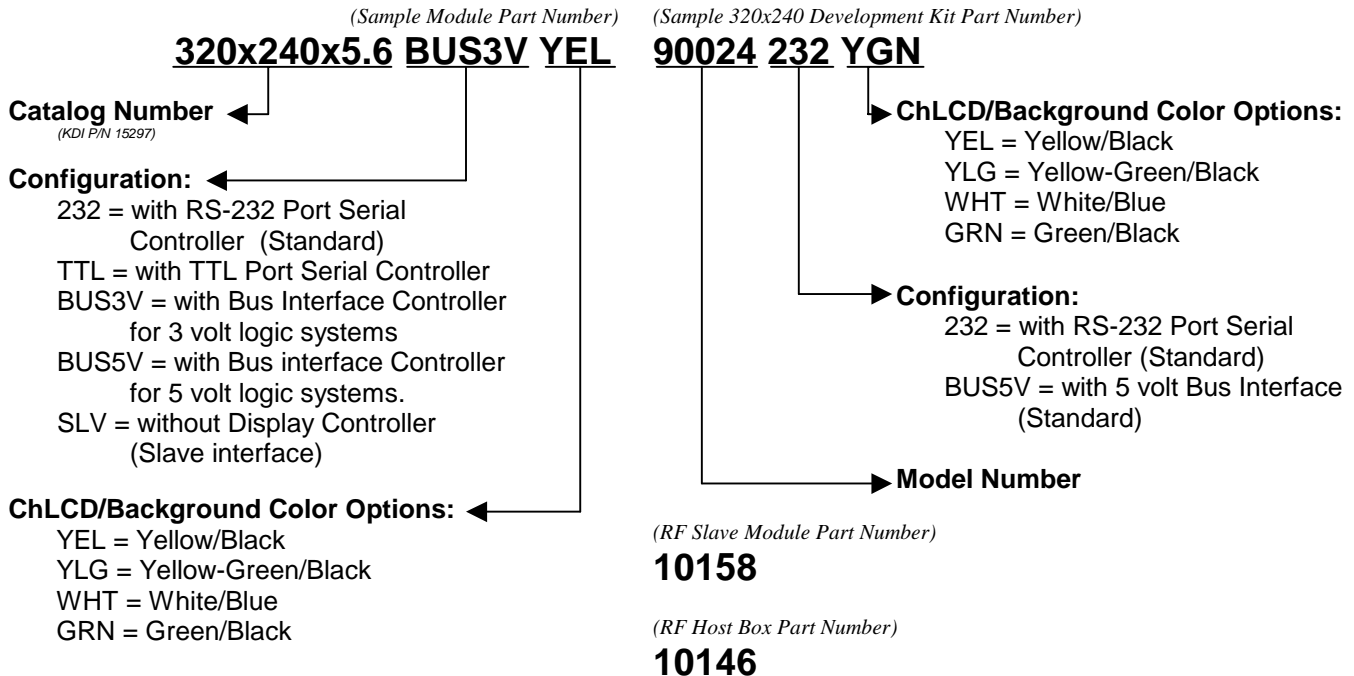 (Sample Module Part Number)
320x240x5.6 BUS3V YEL
Catalog Number
(KDI P/N 15297)
Configuration:
232 = with RS-232 Port Serial
Controller (Standard)
TTL = with TTL Port Serial Controller
BUS3V = with Bus Interface Controller
for 3 volt logic systems
BUS5V = with Bus interface Controller
for 5 volt logic systems.
SLV = without Display Controller
(Slave interface)
ChLCD/Background Color Options:
YEL = Yellow/Black
YLG = Yellow-Green/Black
WHT = White/Blue
GRN = Green/Black
(Sample 320x240 Development Kit Part Number)
90024 232 YGN
ChLCD/Background Color Options:
YEL = Yellow/Black
YLG = Yellow-Green/Black
WHT = White/Blue
GRN = Green/Black
Configuration:
232 = with RS-232 Port Serial
Controller (Standard)
BUS5V = with 5 volt Bus Interface
(Standard)
Model Number
(RF Slave Module Part Number)
10158
(RF Host Box Part Number)
10146